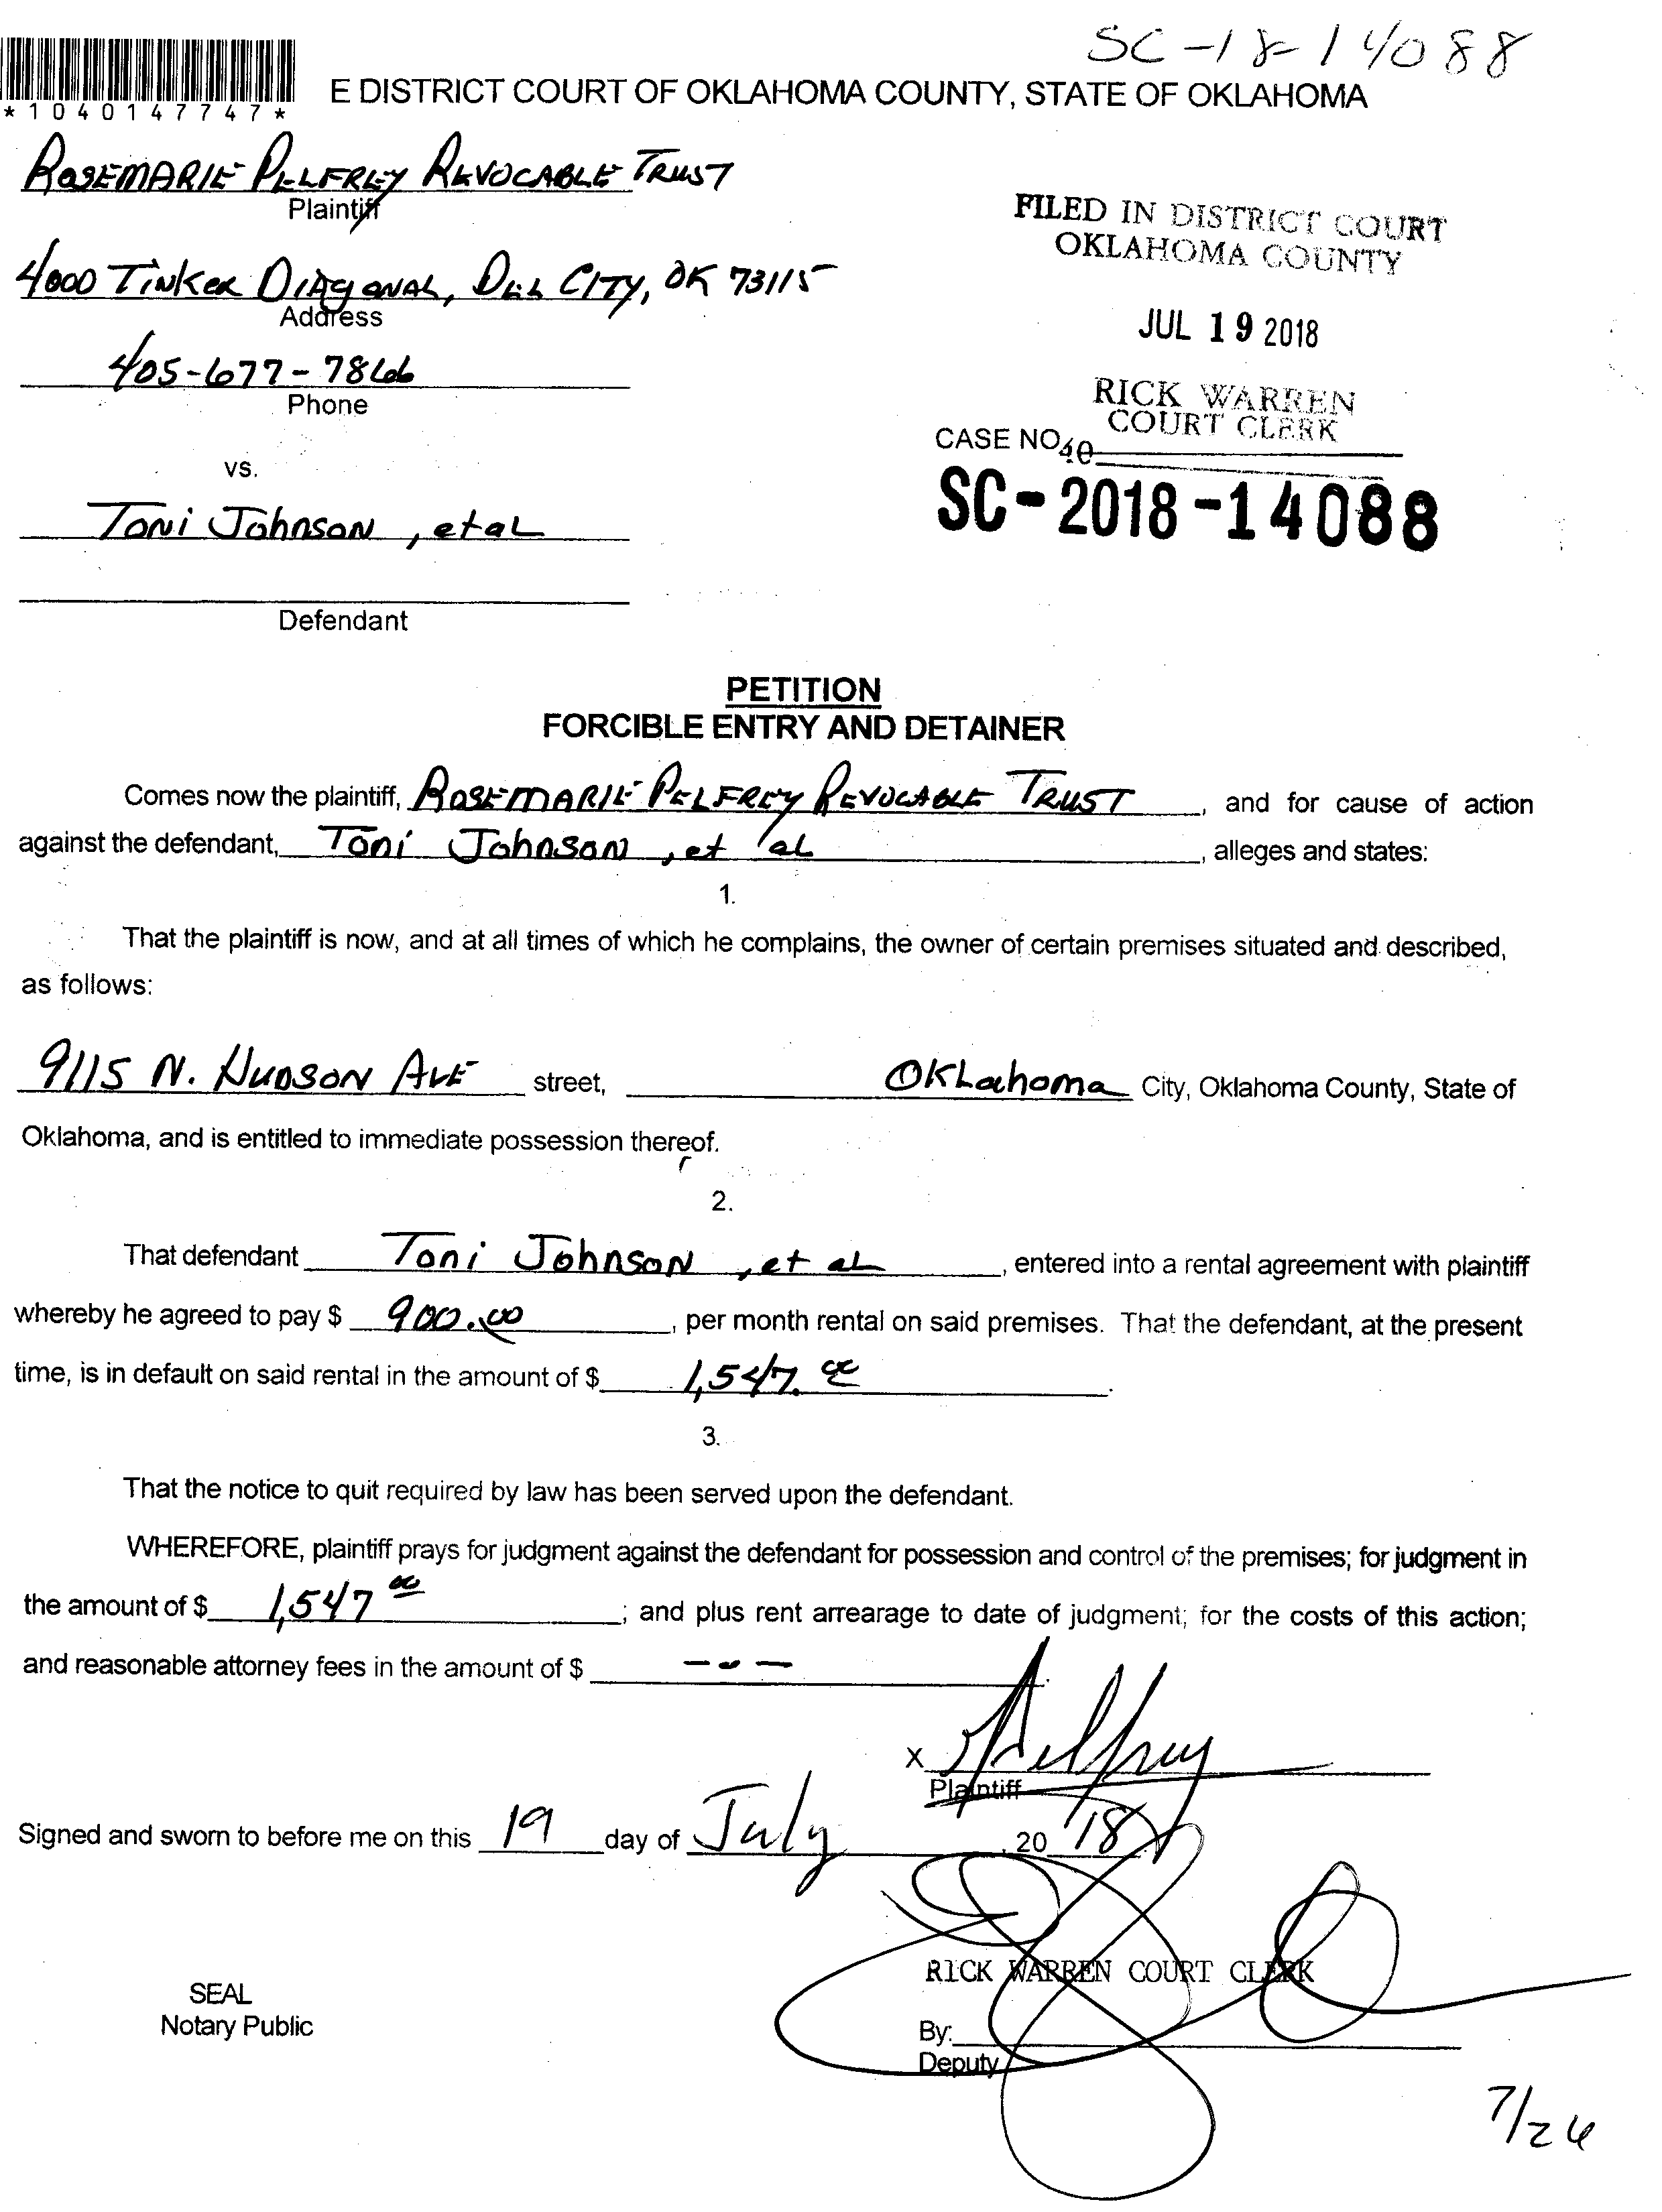 SC-18-14088
*1040147747*
E DISTRICT COURT OF OKLAHOMA COUNTY, STATE OF OKLAHOMA
ROSEMARIE PELFREY REVOCABLE TRUST
Plaintiff
FILED IN DISTRICT COURT
OKLAHOMA COUNTY
4000 Tinker DIAgONAL, DEL CITY, OK 73115
Address
JUL 19 2018
405-677-7866
Phone
RICK WARREN
COURT CLERK
CASE NO.
40
vs.
SC-2018-14088
Toni Johnson, et al
Defendant
PETITION
FORCIBLE ENTRY AND DETAINER
Comes now the plaintiff, ROSEMARIE PELFREY REVOCABLE TRUST, and for cause of action
against the defendant, Toni Johnson, et al, alleges and states:
1.
That the plaintiff is now, and at all times of which he complains, the owner of certain premises situated and described,
as follows:
9115 N. HUDSON AVE street, OKLahoma City, Oklahoma County, State of
Oklahoma, and is entitled to immediate possession thereof.
2.
That defendant Toni Johnson, et al, entered into a rental agreement with plaintiff
whereby he agreed to pay $ 900.00, per month rental on said premises. That the defendant, at the present
time, is in default on said rental in the amount of $ 1,547.00.
3.
That the notice to quit required by law has been served upon the defendant.
WHEREFORE, plaintiff prays for judgment against the defendant for possession and control of the premises; for judgment in
the amount of $ 1,547 00; and plus rent arrearage to date of judgment; for the costs of this action;
and reasonable attorney fees in the amount of $ ---.
X Pelfrey
Plaintiff
Signed and sworn to before me on this 19 day of July, 20 18
RICK WARREN COURT CLERK
SEAL
Notary Public
By:
Deputy
7/26